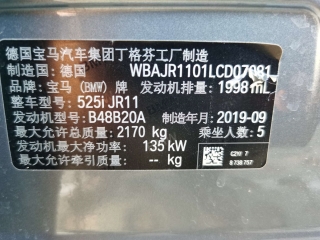 德国宝马汽车集团丁格芬工厂制造
制造国：德国 WBAJR1101LCD07081
品牌：宝马 (BMW) 牌 发动机排量：1998 mL
整车型号：525i JR11
发动机型号：B48B20A 制造年月：2019-09
最大允许总质量：2170 kg 乘坐人数：5
发动机最大净功率：135 kW
最大允许牵引质量：-- kg